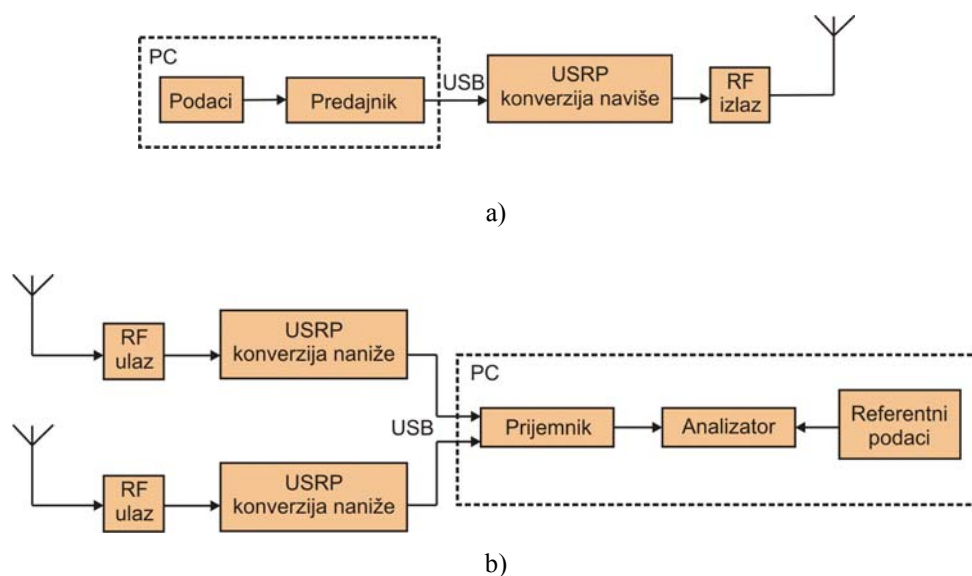 PC
Podaci
Predajnik
USB
USRP
konverzija naviše
RF
izlaz
a)
RF
ulaz
USRP
konverzija naniže
RF
ulaz
USRP
konverzija naniže
USB
PC
Prijemnik
Analizator
Referentni
podaci
b)